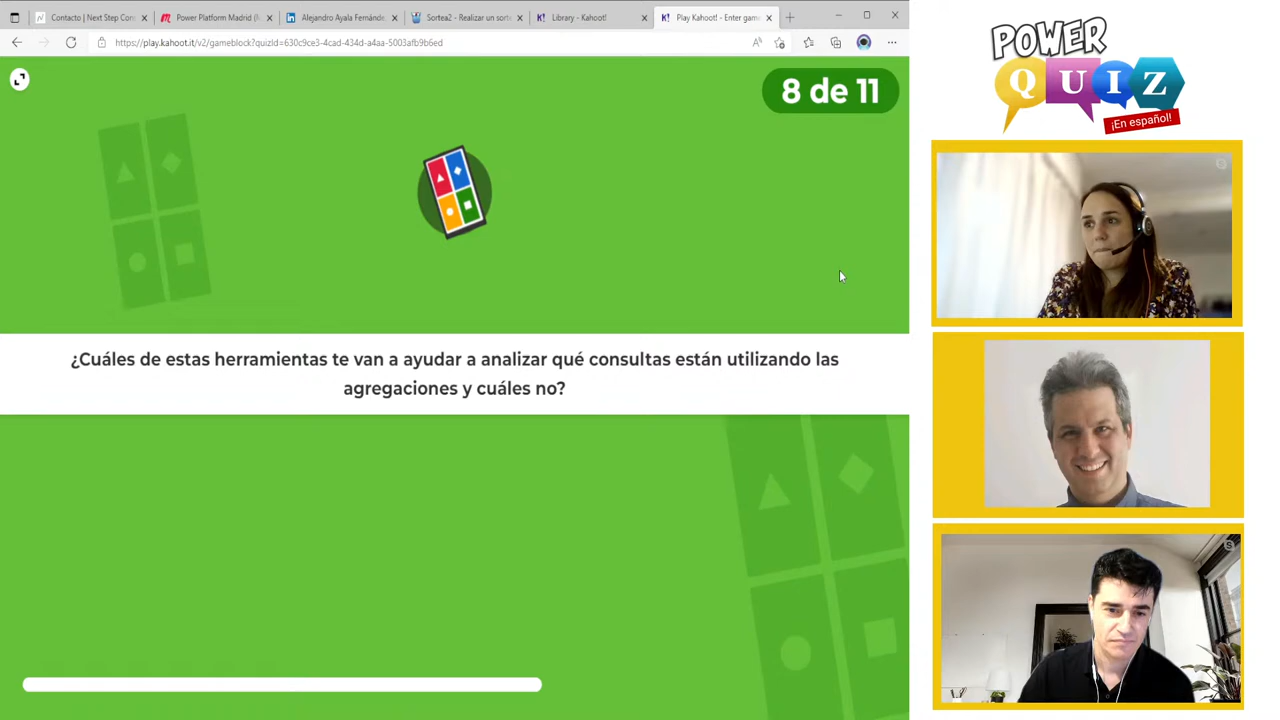 Contacto | Next Step Con
Power Platform Madrid (
Alejandro Ayala Fernánde
Sortea2 - Realizar un sorte
Library - Kahoot!
Play Kahoot! - Enter gam
https://play.kahoot.it/v2/gameblock?quizId=630c9ce3-4cad-434d-a4aa-5003afb9b6ed
8 de 11
¿Cuáles de estas herramientas te van a ayudar a analizar qué consultas están utilizando las
agregaciones y cuáles no?
POWER
QUIZ
¡En español!